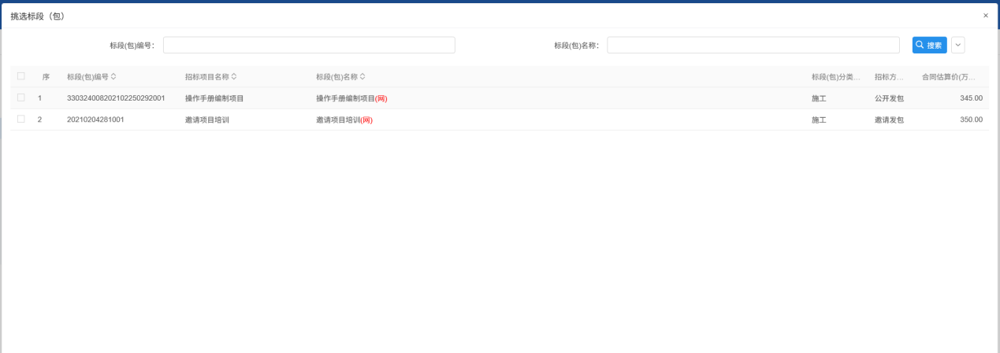 挑选标段（包） ×
标段(包)编号： 标段(包)名称： 搜索
序 标段(包)编号 招标项目名称 标段(包)名称 标段(包)分类... 招标方... 合同估算价(万...
1 330324008202102250292001 操作手册编制项目 操作手册编制项目(网) 施工 公开发包 345.00
2 20210204281001 邀请项目培训 邀请项目培训(网) 施工 邀请发包 350.00